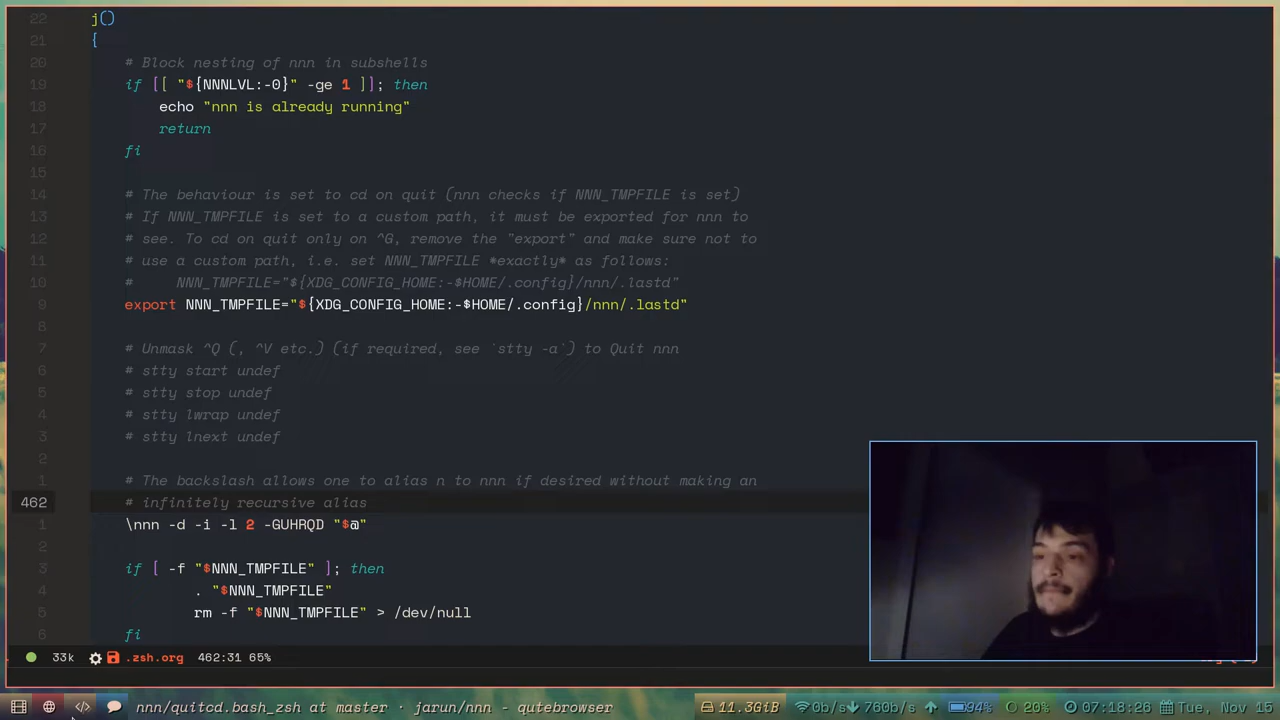 22 j()
21 {
20 # Block nesting of nnn in subshells
19 if [[ "${NNNLVL:-0}" -ge 1 ]]; then
18 echo "nnn is already running"
17 return
16 fi
15
14 # The behaviour is set to cd on quit (nnn checks if NNN_TMPFILE is set)
13 # If NNN_TMPFILE is set to a custom path, it must be exported for nnn to
12 # see. To cd on quit only on ^G, remove the "export" and make sure not to
11 # use a custom path, i.e. set NNN_TMPFILE *exactly* as follows:
10 # NNN_TMPFILE="${XDG_CONFIG_HOME:-$HOME/.config}/nnn/.lastd"
9 export NNN_TMPFILE="${XDG_CONFIG_HOME:-$HOME/.config}/nnn/.lastd"
8
7 # Unmask ^Q (, ^V etc.) (if required, see `stty -a`) to Quit nnn
6 # stty start undef
5 # stty stop undef
4 # stty lwrap undef
3 # stty lnext undef
2
1 # The backslash allows one to alias n to nnn if desired without making an
462 # infinitely recursive alias
1 \nnn -d -i -l 2 -GUHRQD "$@"
2
3 if [ -f "$NNN_TMPFILE" ]; then
4 . "$NNN_TMPFILE"
5 rm -f "$NNN_TMPFILE" > /dev/null
6 fi
33k .zsh.org 462:31 65%
nnn/quitcd.bash_zsh at master · jarun/nnn - qutebrowser 11.3GiB 0b/s 760b/s 94% 20% 07:18:26 Tue, Nov 15